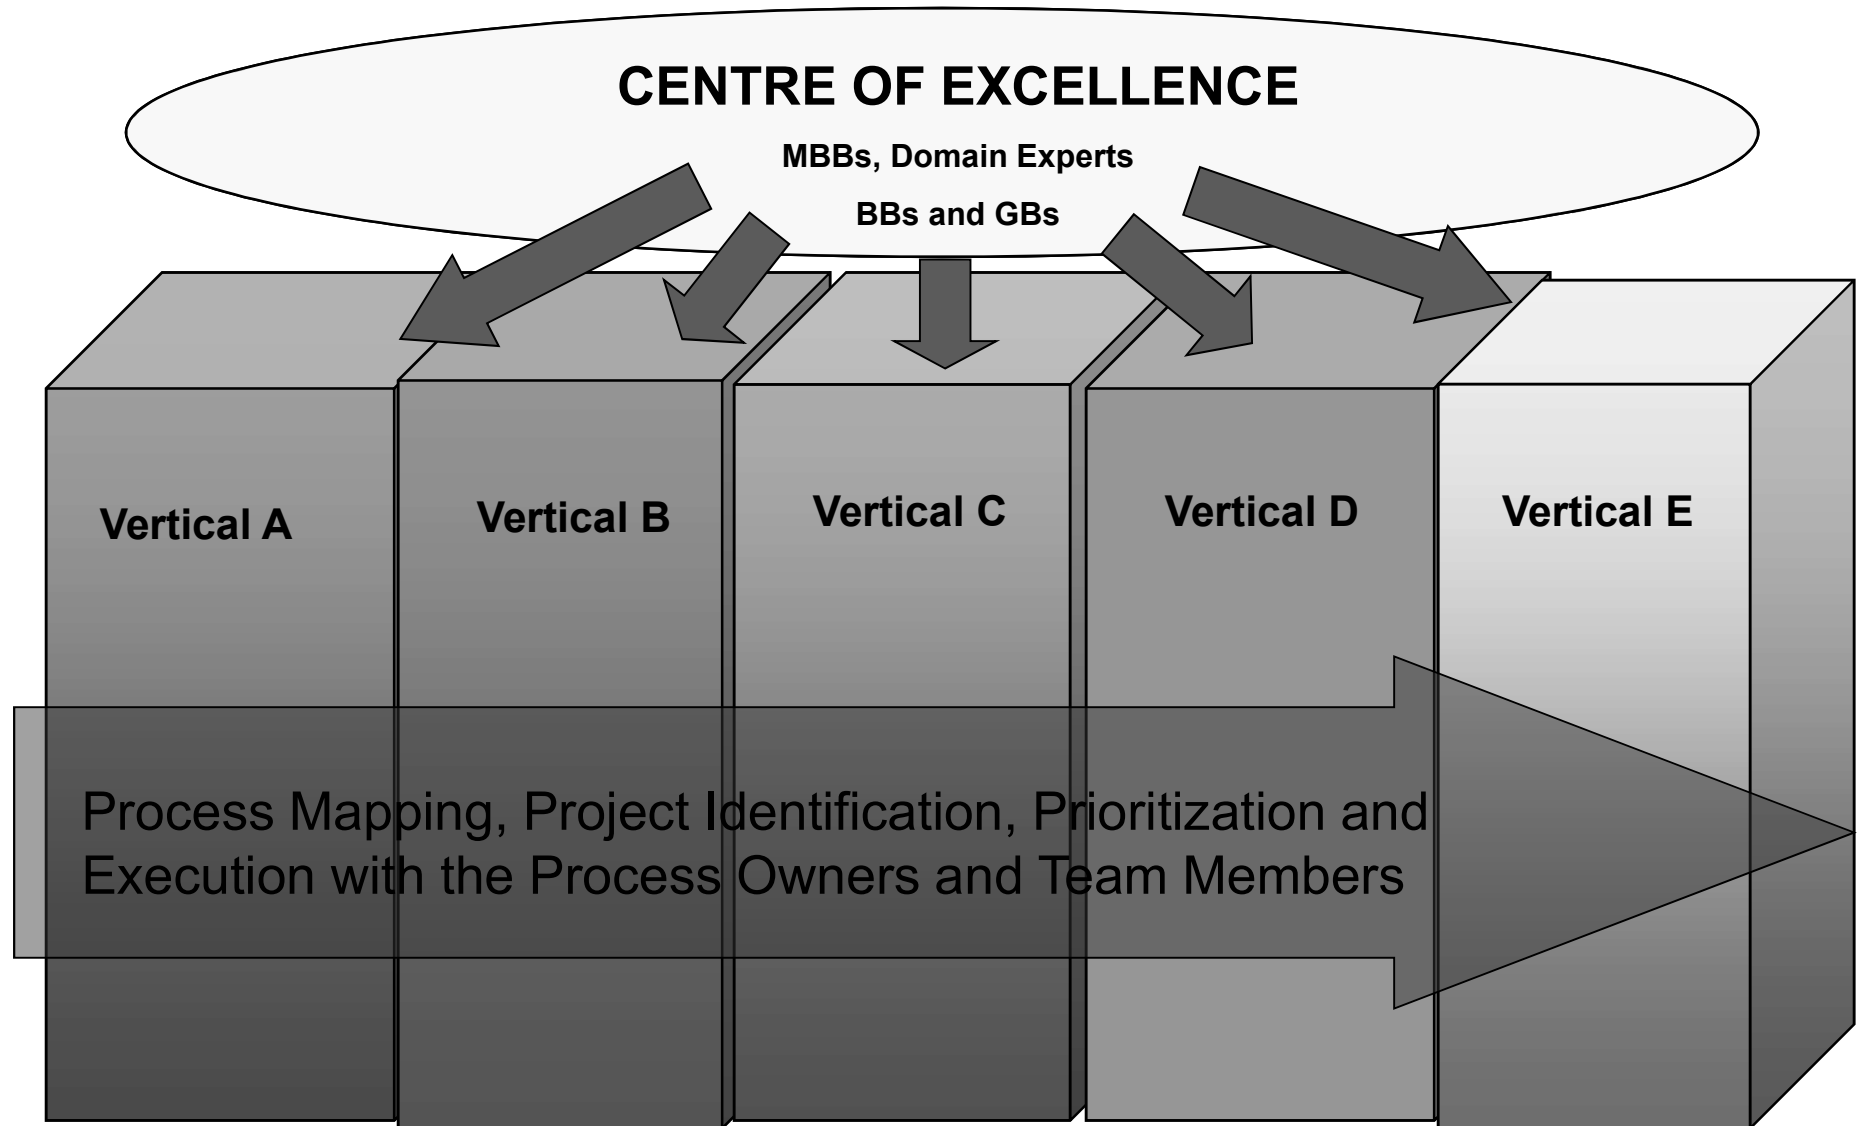 CENTRE OF EXCELLENCE
MBBs, Domain Experts
BBs and GBs
Vertical A
Vertical B
Vertical C
Vertical D
Vertical E
Process Mapping, Project Identification, Prioritization and
Execution with the Process Owners and Team Members